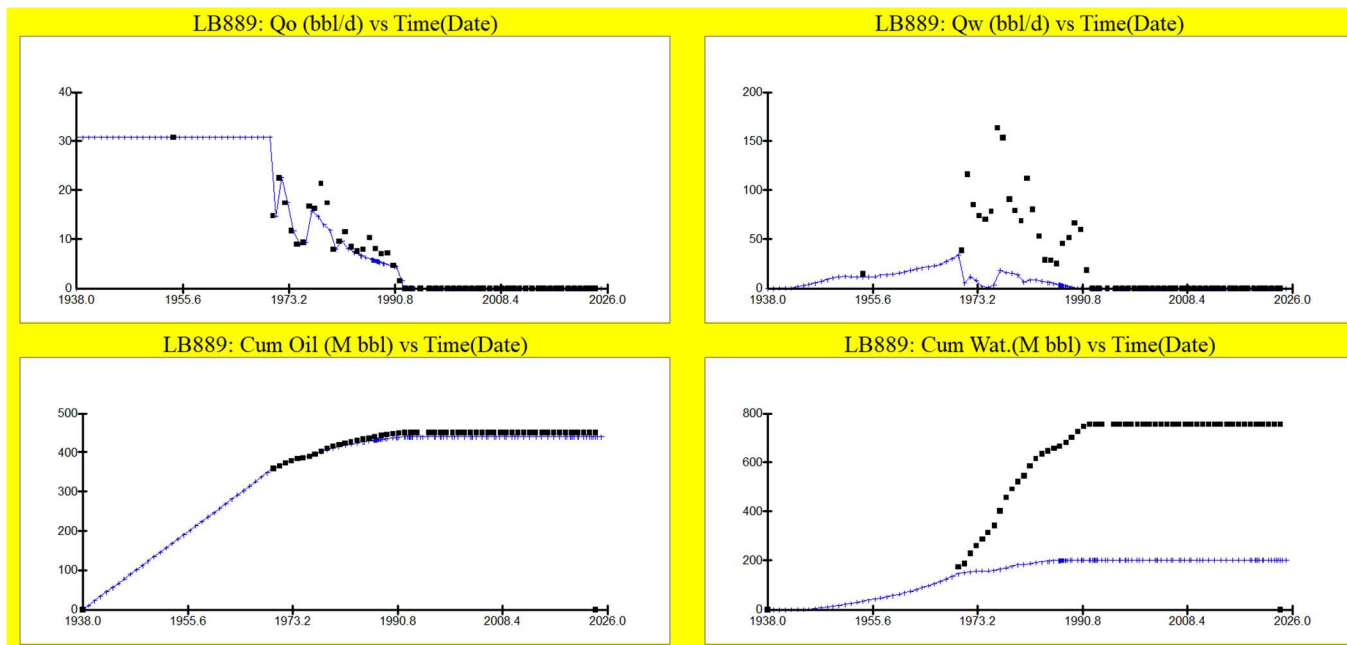 LB889: Qo (bbl/d) vs Time(Date)
40
30
20
10
0
1938.0 1955.6 1973.2 1990.8 2008.4 2026.0
LB889: Qw (bbl/d) vs Time(Date)
200
150
100
50
0
1938.0 1955.6 1973.2 1990.8 2008.4 2026.0
LB889: Cum Oil (M bbl) vs Time(Date)
500
400
300
200
100
0
1938.0 1955.6 1973.2 1990.8 2008.4 2026.0
LB889: Cum Wat.(M bbl) vs Time(Date)
800
600
400
200
0
1938.0 1955.6 1973.2 1990.8 2008.4 2026.0